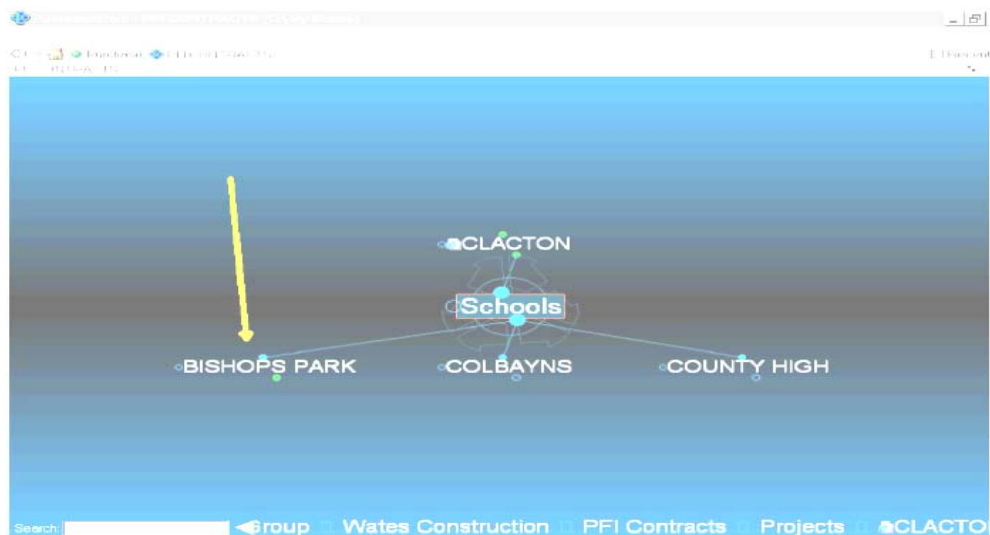 CLACTON
Schools
BISHOPS PARK COLBAYNS COUNTY HIGH
Search: Group Wates Construction PFI Contracts Projects CLACTO